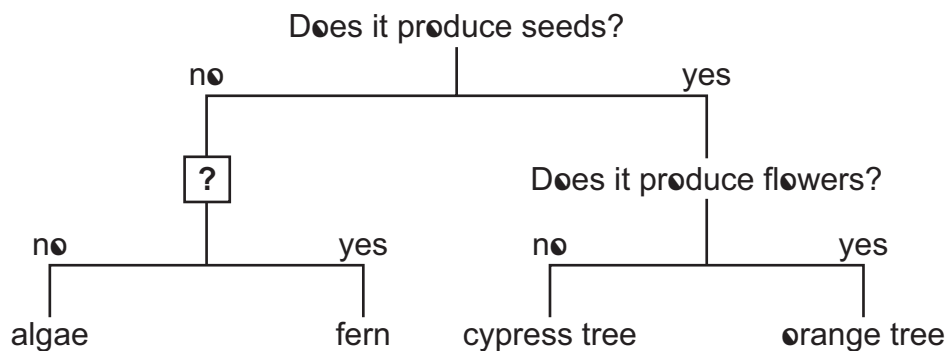 Does it produce seeds?
no yes
?
Does it produce flowers?
no yes no yes
algae fern cypress tree orange tree